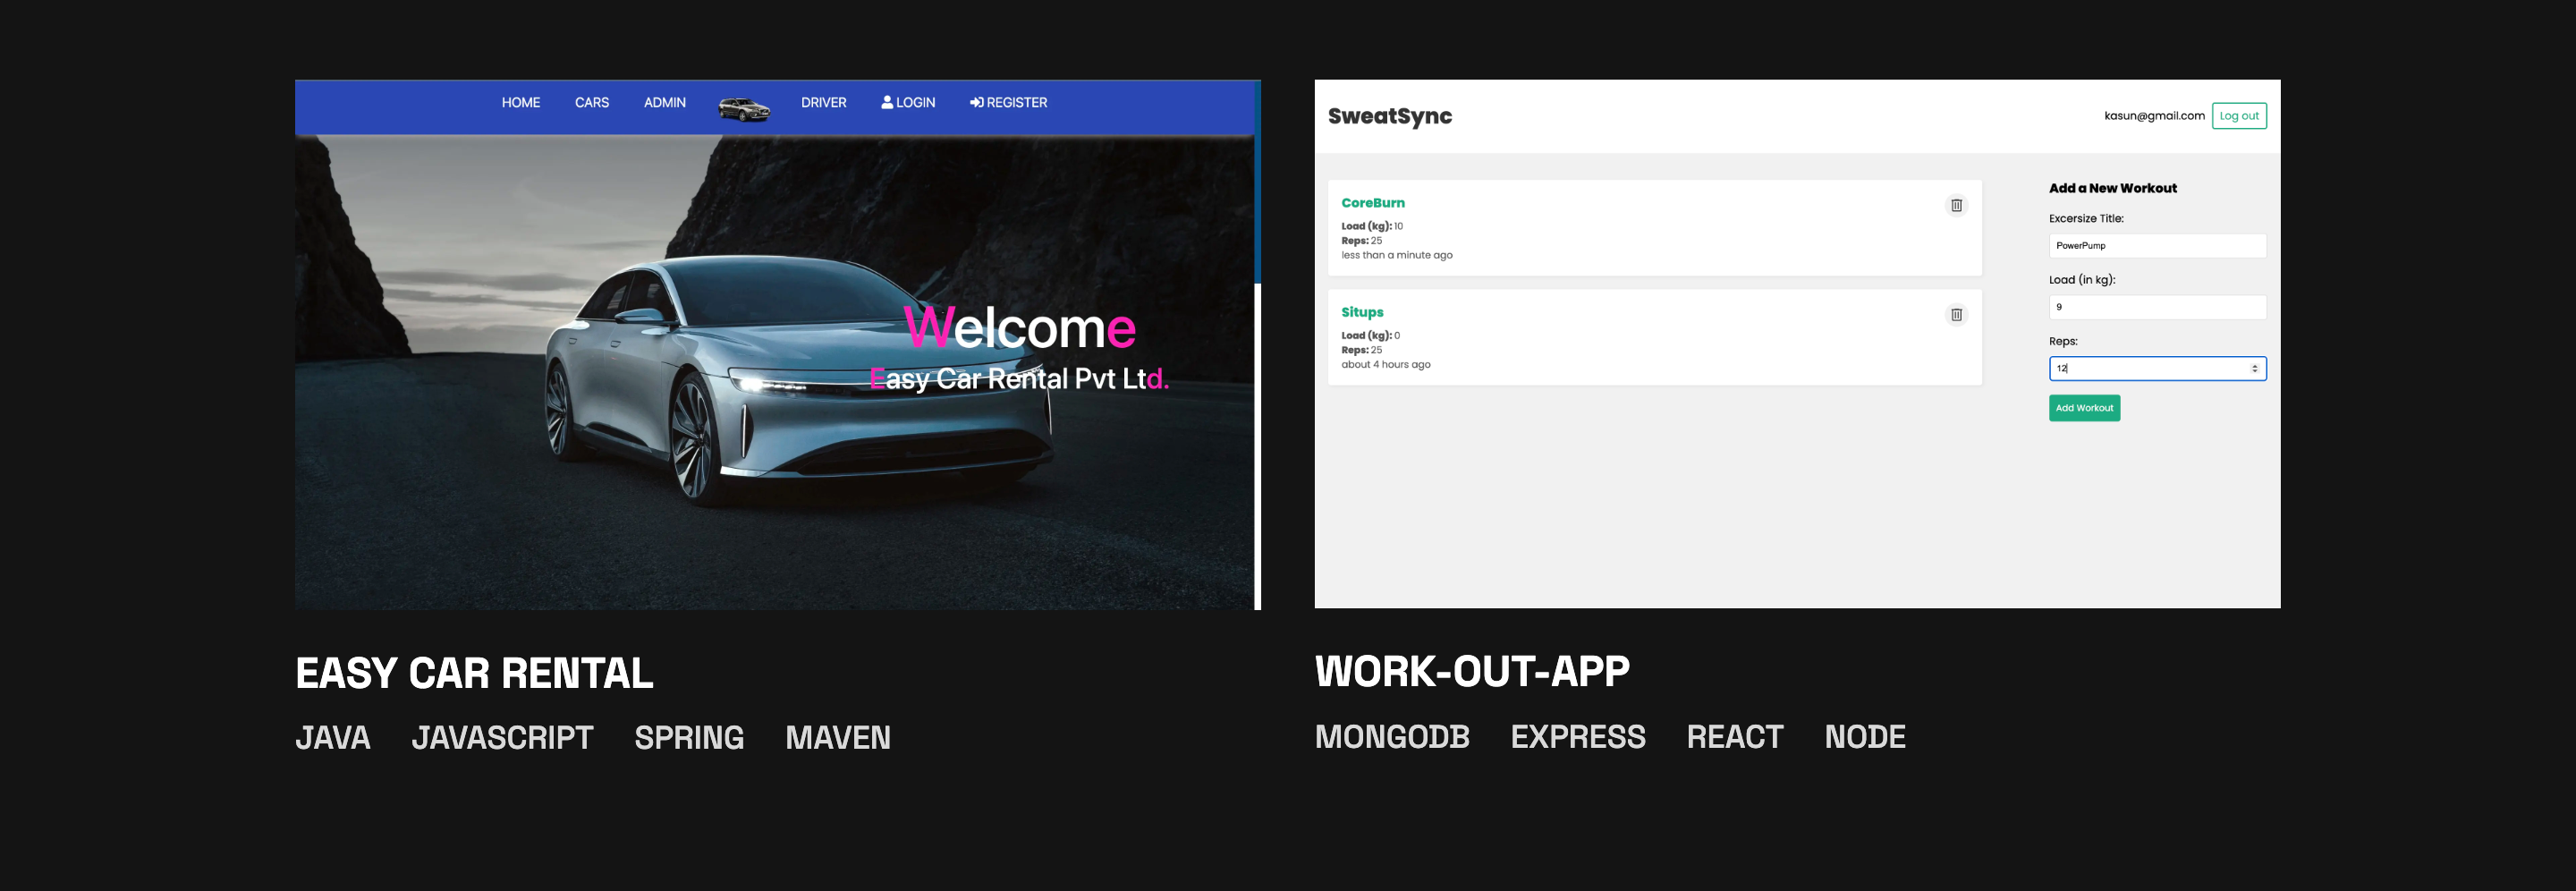 HOME CARS ADMIN DRIVER LOGIN REGISTER
Welcome
Easy Car Rental Pvt Ltd.
EASY CAR RENTAL
JAVA JAVASCRIPT SPRING MAVEN
SweatSync
kasun@gmail.com Log out
CoreBurn
Load (kg): 10
Reps: 25
less than a minute ago
Situps
Load (kg): 0
Reps: 25
about 4 hours ago
Add a New Workout
Excersize Title:
PowerPump
Load (in kg):
9
Reps:
12
Add Workout
WORK-OUT-APP
MONGODB EXPRESS REACT NODE